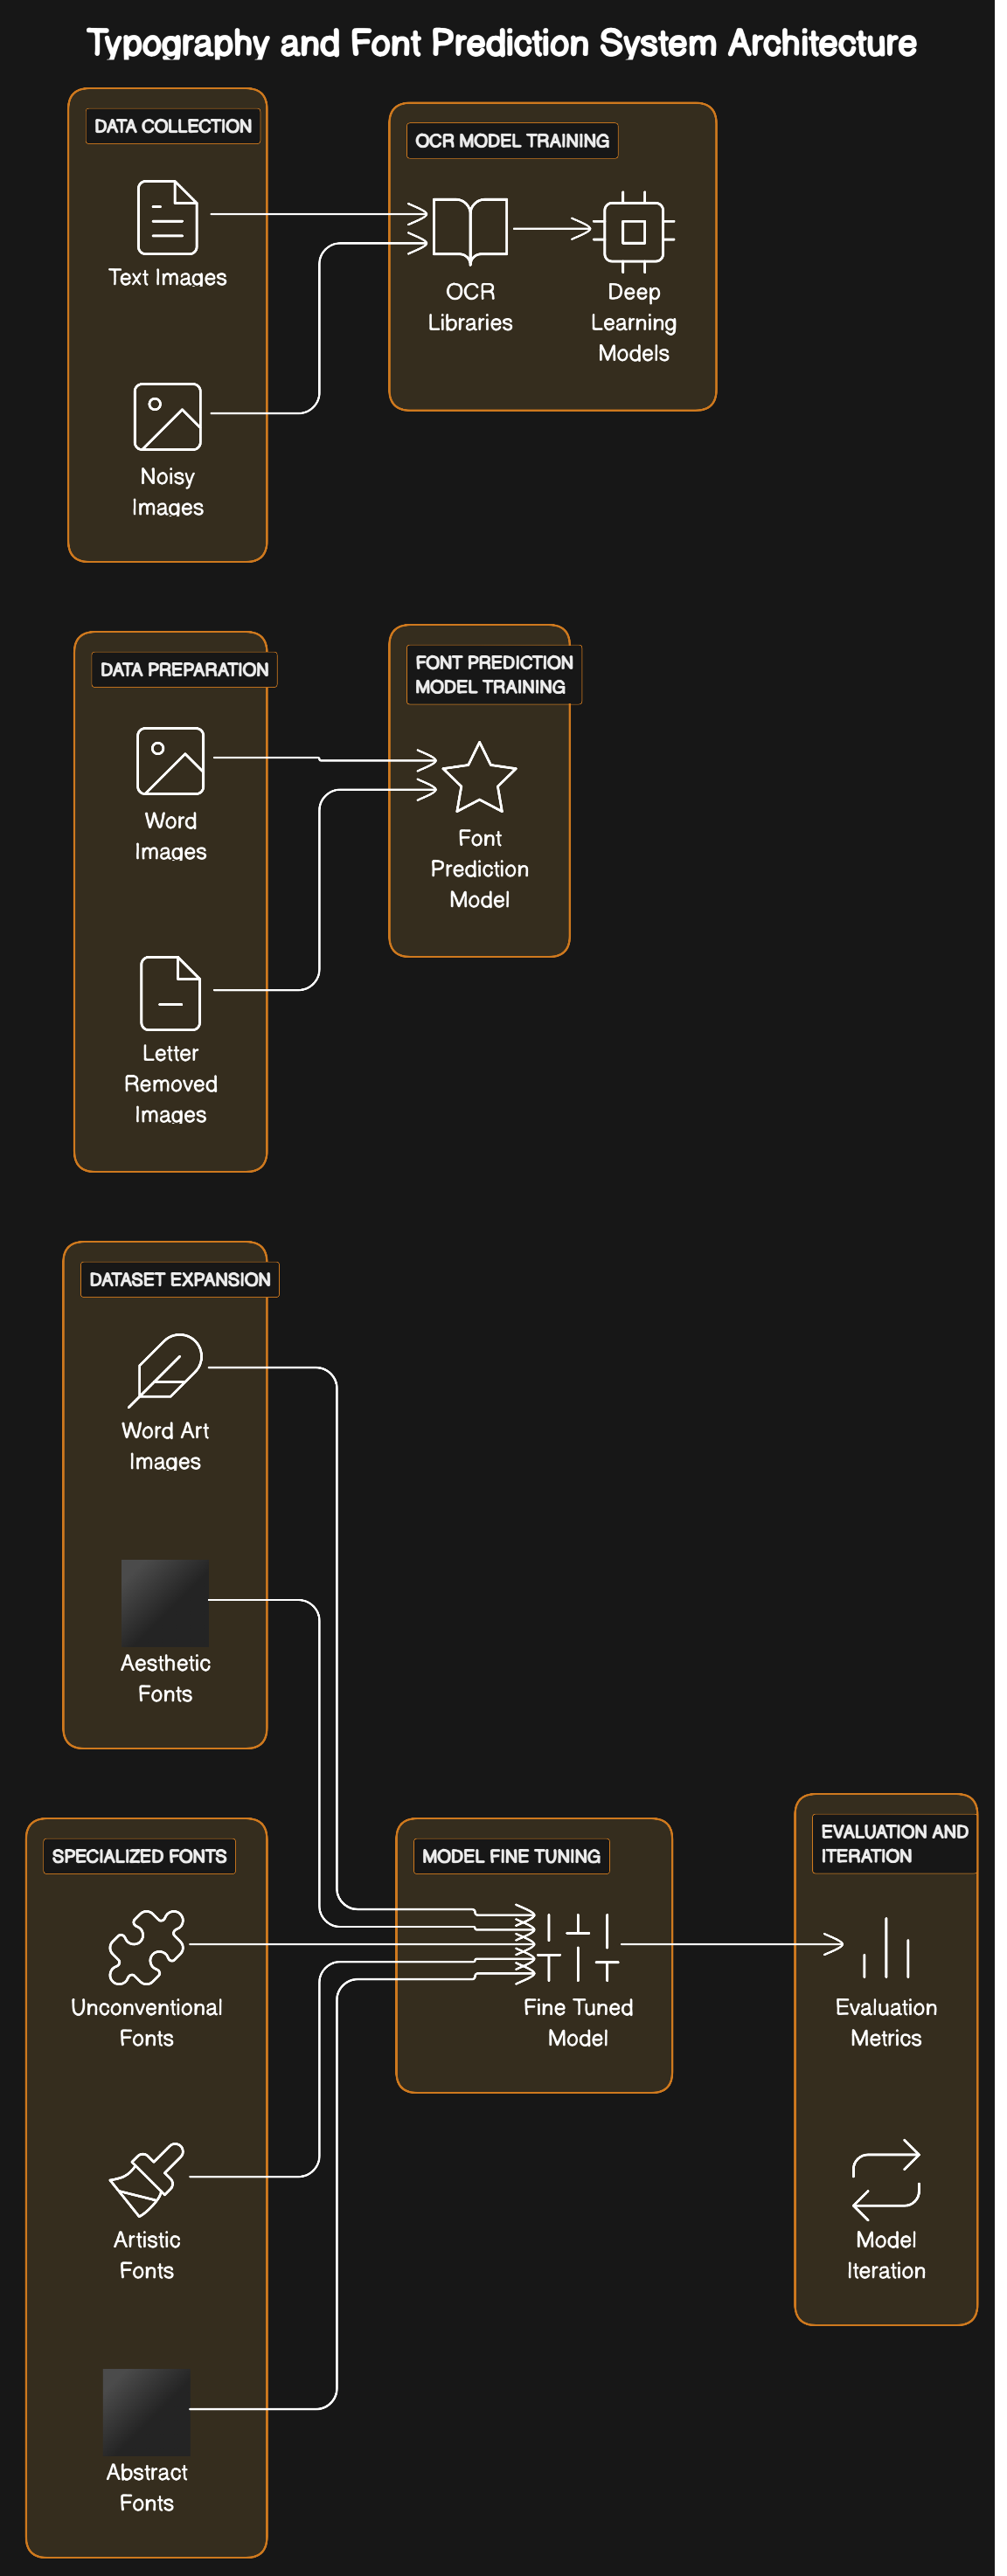 Typography and Font Prediction System Architecture
DATA COLLECTION
Text Images
Noisy
Images
OCR MODEL TRAINING
OCR
Libraries
Deep
Learning
Models
DATA PREPARATION
Word
Images
Letter
Removed
Images
FONT PREDICTION
MODEL TRAINING
Font
Prediction
Model
DATASET EXPANSION
Word Art
Images
Aesthetic
Fonts
SPECIALIZED FONTS
Unconventional
Fonts
Artistic
Fonts
Abstract
Fonts
MODEL FINE TUNING
Fine Tuned
Model
EVALUATION AND
ITERATION
Evaluation
Metrics
Model
Iteration